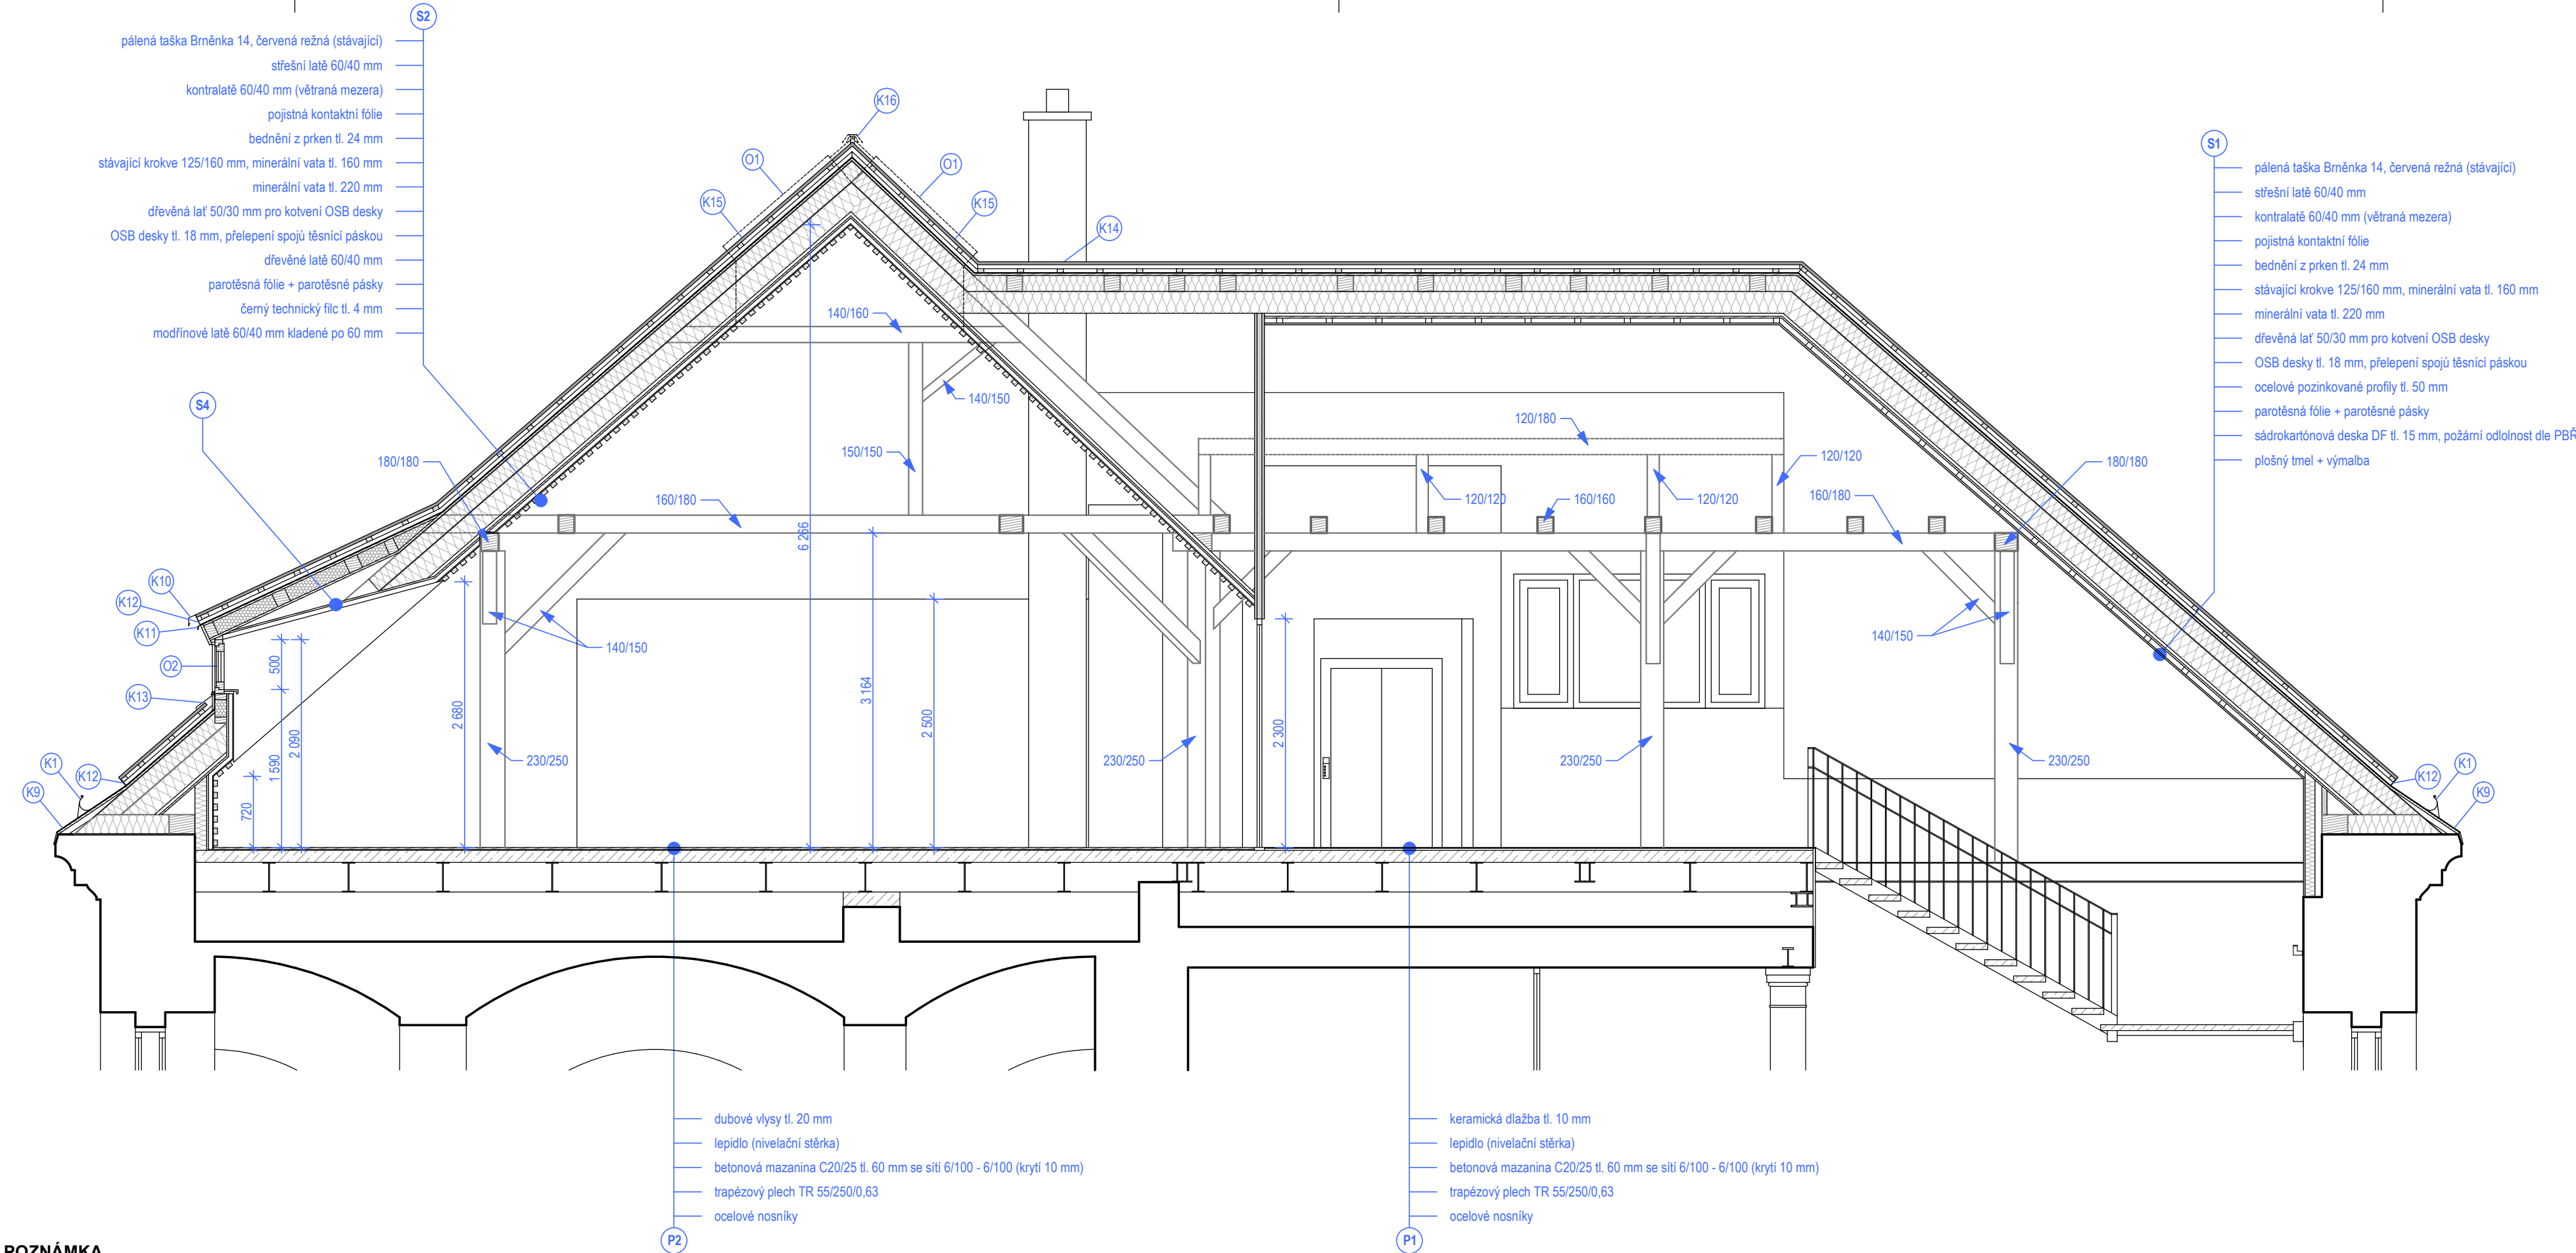 S2
pálená taška Brněnka 14, červená režná (stávající)
střešní latě 60/40 mm
kontralatě 60/40 mm (větraná mezera)
pojistná kontaktní fólie
bednění z prken tl. 24 mm
stávající krokve 125/160 mm, minerální vata tl. 160 mm
minerální vata tl. 220 mm
dřevěná lať 50/30 mm pro kotvení OSB desky
OSB desky tl. 18 mm, přelepení spojů těsnící páskou
dřevěné latě 60/40 mm
parotěsná fólie + parotěsné pásky
černý technický filc tl. 4 mm
modřínové latě 60/40 mm kladené po 60 mm
S1
pálená taška Brněnka 14, červená režná (stávající)
střešní latě 60/40 mm
kontralatě 60/40 mm (větraná mezera)
pojistná kontaktní fólie
bednění z prken tl. 24 mm
stávající krokve 125/160 mm, minerální vata tl. 160 mm
minerální vata tl. 220 mm
dřevěná lať 50/30 mm pro kotvení OSB desky
OSB desky tl. 18 mm, přelepení spojů těsnící páskou
ocelové pozinkované profily tl. 50 mm
parotěsná fólie + parotěsné pásky
sádrokartónová deska DF tl. 15 mm, požární odlolnost dle PBŘ
plošný tmel + výmalba
K16
O1
O1
K15
K15
K14
S4
140/160
140/150
120/180
180/180
150/150
120/120
180/180
160/180
120/120
160/160
120/120
160/180
6 266
K10
K12
K11
O2
K13
K1
K12
K9
500
2 090
1 590
720
2 680
140/150
3 164
2 500
2 300
140/150
230/250
230/250
230/250
230/250
K12
K1
K9
dubové vlysy tl. 20 mm
lepidlo (nivelační stěrka)
betonová mazanina C20/25 tl. 60 mm se sítí 6/100 - 6/100 (krytí 10 mm)
trapézový plech TR 55/250/0,63
ocelové nosníky
P2
keramická dlažba tl. 10 mm
lepidlo (nivelační stěrka)
betonová mazanina C20/25 tl. 60 mm se sítí 6/100 - 6/100 (krytí 10 mm)
trapézový plech TR 55/250/0,63
ocelové nosníky
P1
POZNÁMKA